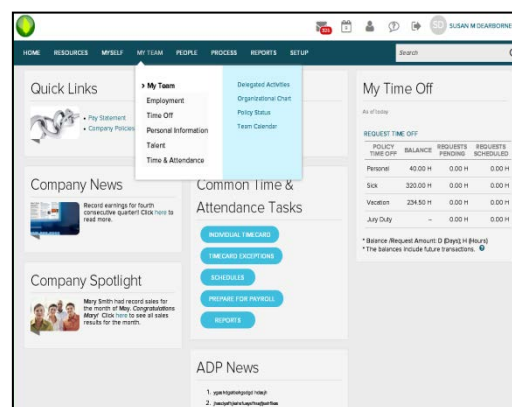 321
SD
SUSAN M DEARBORNE
HOME RESOURCES MYSELF MY TEAM PEOPLE PROCESS REPORTS SETUP
Search
Quick Links
• Pay Statement
• Company Policies
> My Team
Employment
Time Off
Personal Information
Talent
Time & Attendance
Delegated Activities
Organizational Chart
Policy Status
Team Calendar
My Time Off
As of today
REQUEST TIME OFF
POLICY TIME OFF BALANCE REQUESTS PENDING REQUESTS SCHEDULED
Personal 40.00 H 0.00 H 0.00 H
Sick 320.00 H 0.00 H 0.00 H
Vacation 234.50 H 0.00 H 0.00 H
Jury Duty – 0.00 H 0.00 H
* Balance /Request Amount: D (Days); H (Hours)
* The balances include future transactions.
Company News
Record earnings for fourth
consecutive quarter! Click here to
read more.
Common Time &
Attendance Tasks
INDIVIDUAL TIMECARD
TIMECARD EXCEPTIONS
SCHEDULES
PREPARE FOR PAYROLL
REPORTS
Company Spotlight
Mary Smith had record sales for
the month of May. Congratulations
Mary! Click here to see all sales
results for the month.
ADP News
1.
2.